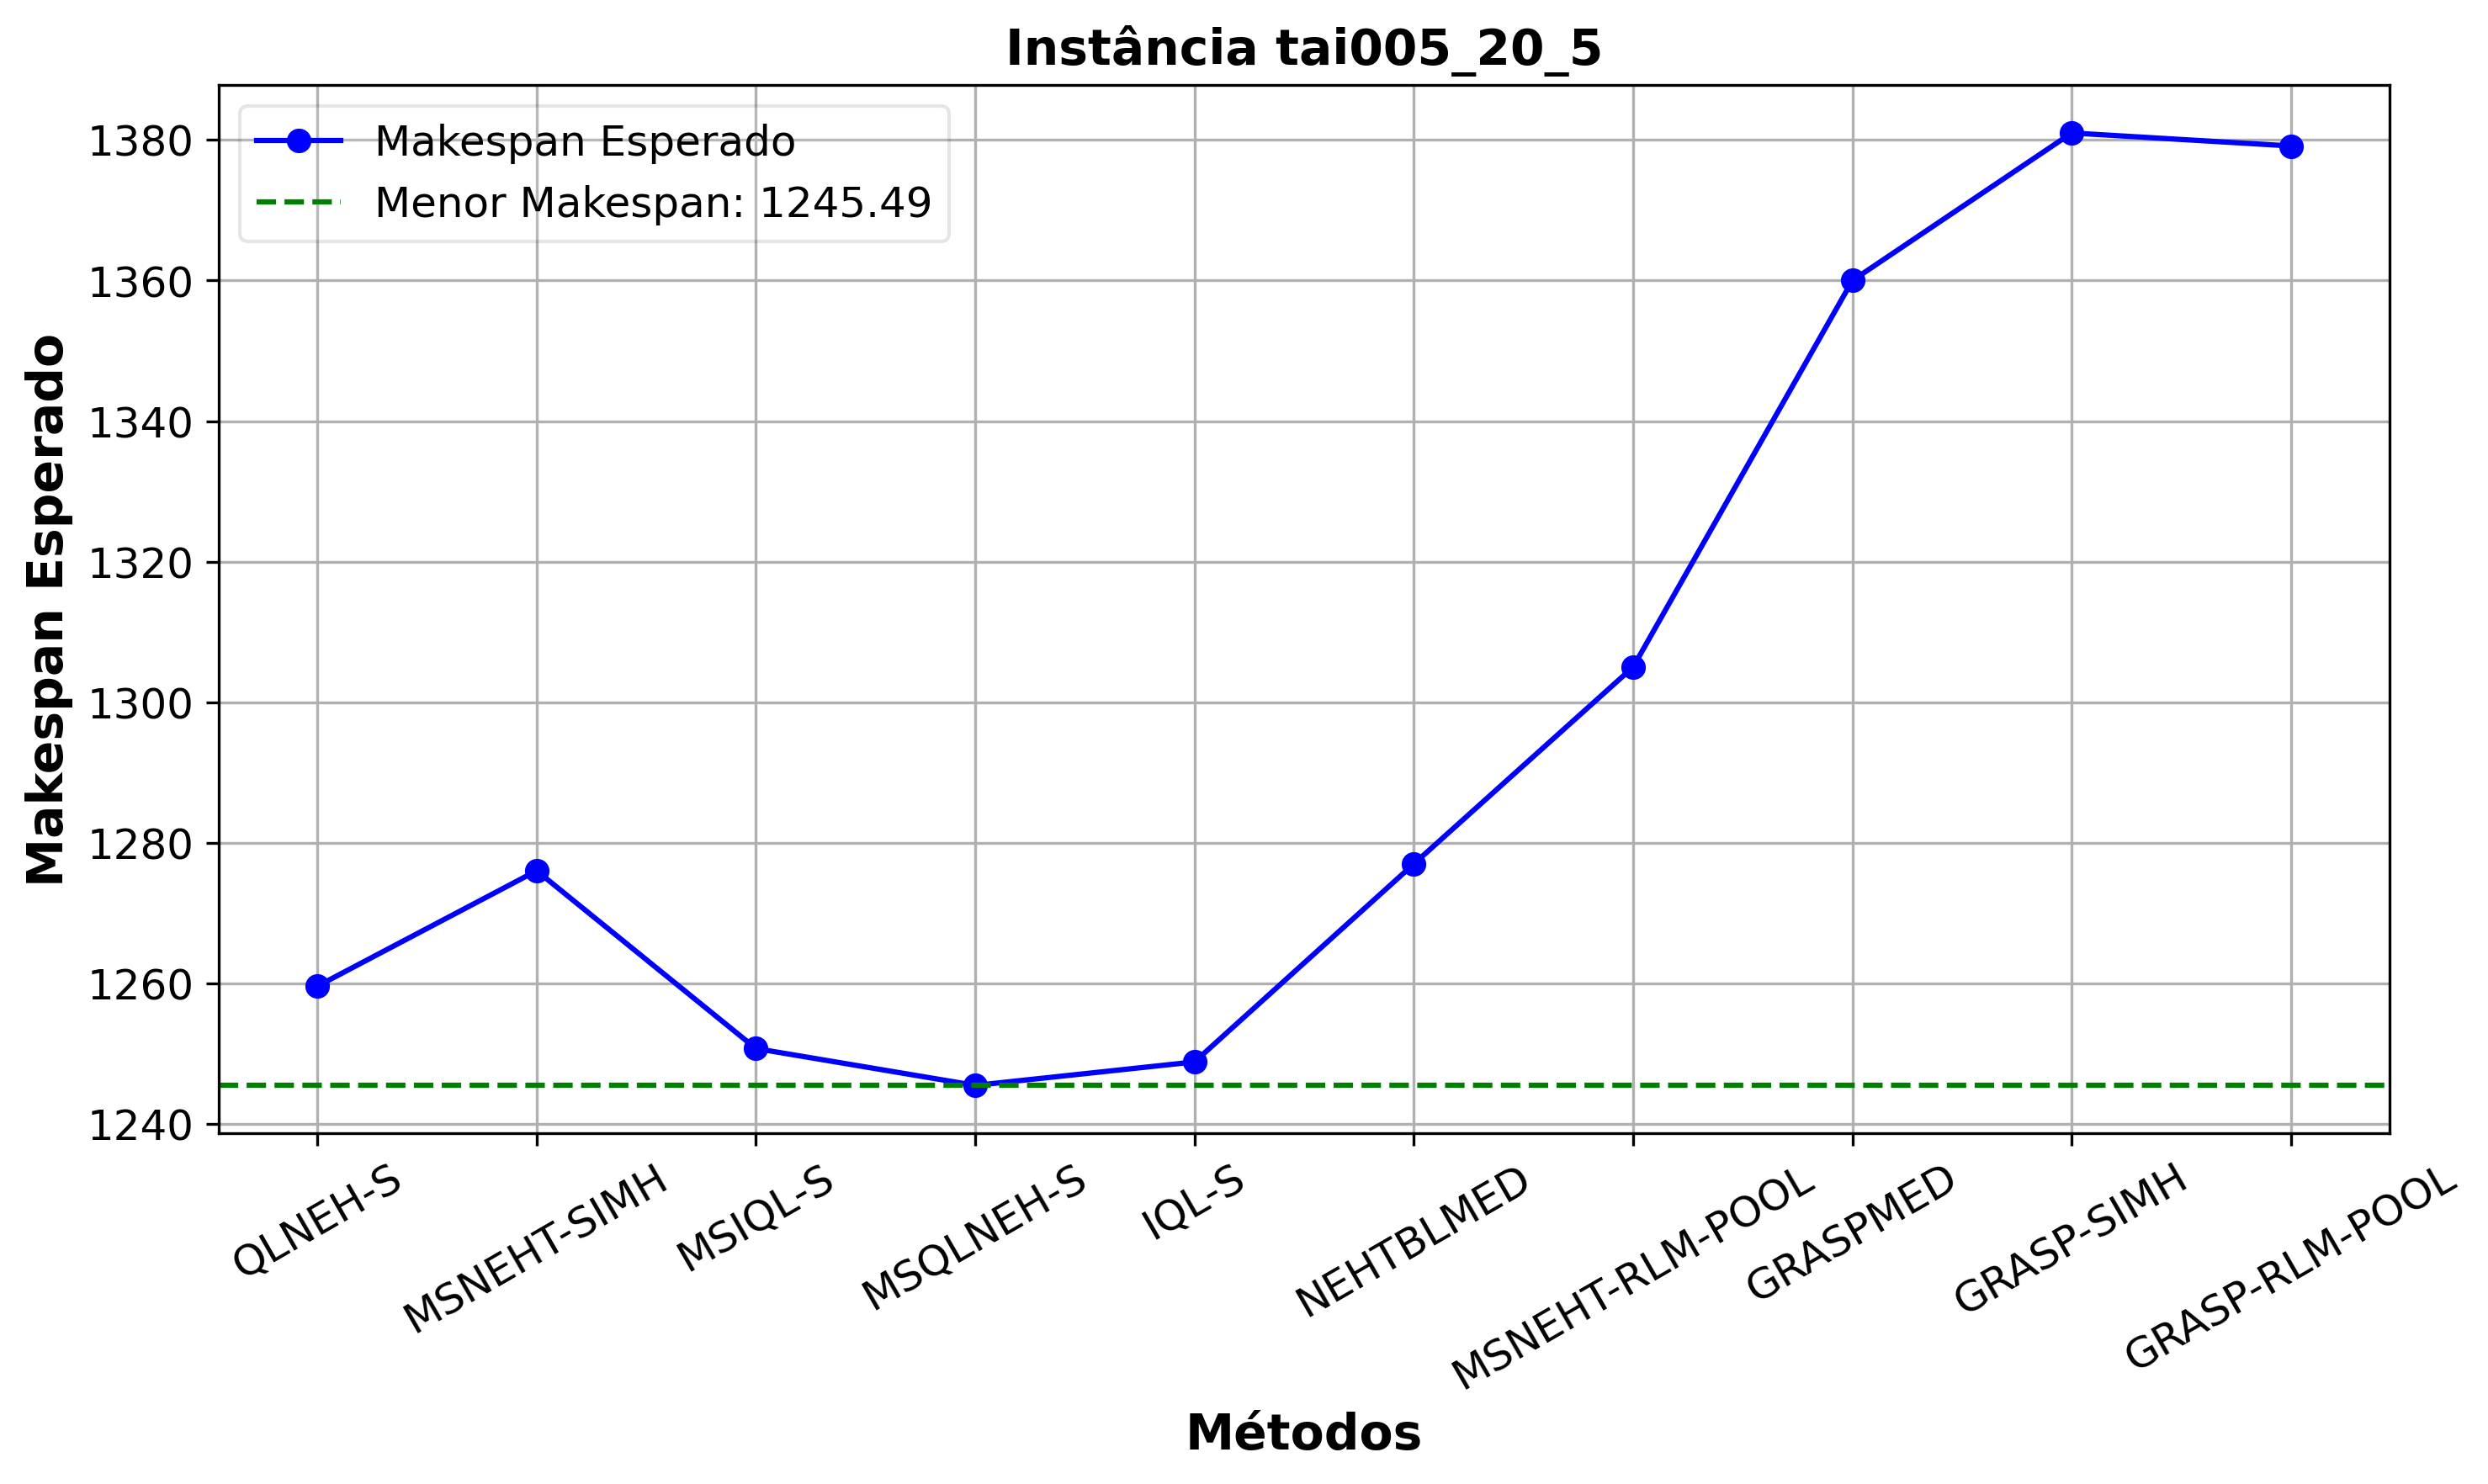 Instância tai005_20_5
Makespan Esperado
Menor Makespan: 1245.49
Makespan Esperado
1380
1360
1340
1320
1300
1280
1260
1240
QLNEH-S
MSNEHT-SIMH
MSIQL-S
MSQLNEH-S
IQL-S
NEHTBLMED
MSNEHT-RLM-POOL
GRASPMED
GRASP-SIMH
GRASP-RLM-POOL
Métodos